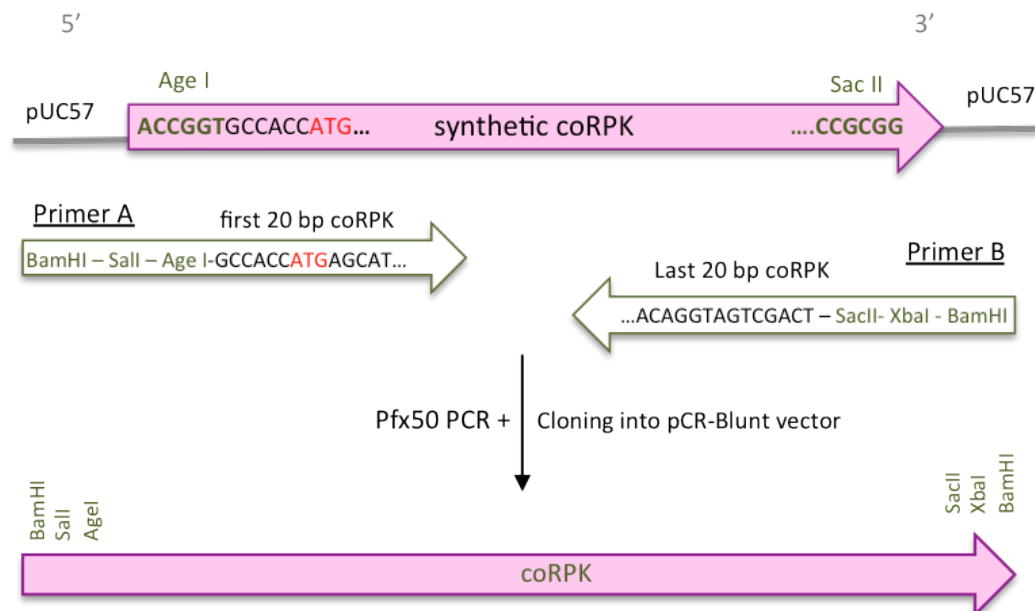 5’ 3’
Age I Sac II
pUC57 pUC57
ACCGGTGCCACCATG... synthetic coRPK ....CCGCGG
Primer A first 20 bp coRPK
BamHI – SalI – Age I-GCCACCATGAGCAT...
Last 20 bp coRPK Primer B
...ACAGGTAGTCGACT – SacII- XbaI - BamHI
Pfx50 PCR + Cloning into pCR-Blunt vector
BamHI
SalI
AgeI
SacII
XbaI
BamHI
coRPK